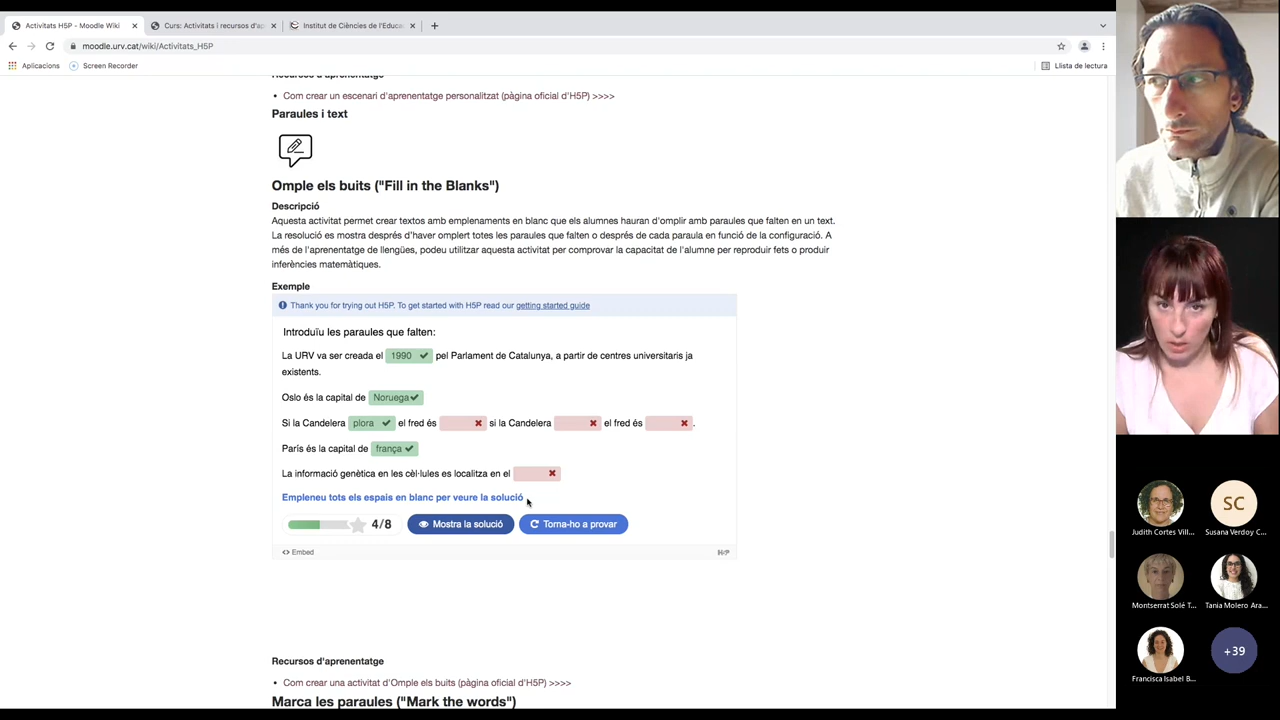 Activitats H5P - Moodle Wiki
Curs: Activitats i recursos d'ap
Institut de Ciències de l'Educa
moodle.urv.cat/wiki/Activitats_H5P
Aplicacions
Screen Recorder
Llista de lectura
Recursos d'aprenentatge
• Com crear un escenari d'aprenentatge personalitzat (pàgina oficial d'H5P) >>>>
Paraules i text
Omple els buits ("Fill in the Blanks")
Descripció
Aquesta activitat permet crear textos amb emplenaments en blanc que els alumnes hauran d'omplir amb paraules que falten en un text.
La resolució es mostra després d'haver omplert totes les paraules que falten o després de cada paraula en funció de la configuració. A
més de l'aprenentatge de llengües, podeu utilitzar aquesta activitat per comprovar la capacitat de l'alumne per reproduir fets o produir
inferències matemàtiques.
Exemple
Thank you for trying out H5P. To get started with H5P read our getting started guide
Introduïu les paraules que falten:
La URV va ser creada el 1990 pel Parlament de Catalunya, a partir de centres universitaris ja
existents.
Oslo és la capital de Noruega
Si la Candelera plora el fred és si la Candelera el fred és .
París és la capital de frança
La informació genètica en les cèl·lules es localitza en el
Empleneu tots els espais en blanc per veure la solució
4/8 Mostra la solució Torna-ho a provar
<> Embed
H5P
Recursos d'aprenentatge
• Com crear una activitat d'Omple els buits (pàgina oficial d'H5P) >>>>
Marca les paraules ("Mark the words")
SC
Judith Cortes Vill...
Susana Verdoy C...
Montserrat Solé T...
Tania Molero Ara...
+39
Francisca Isabel B...